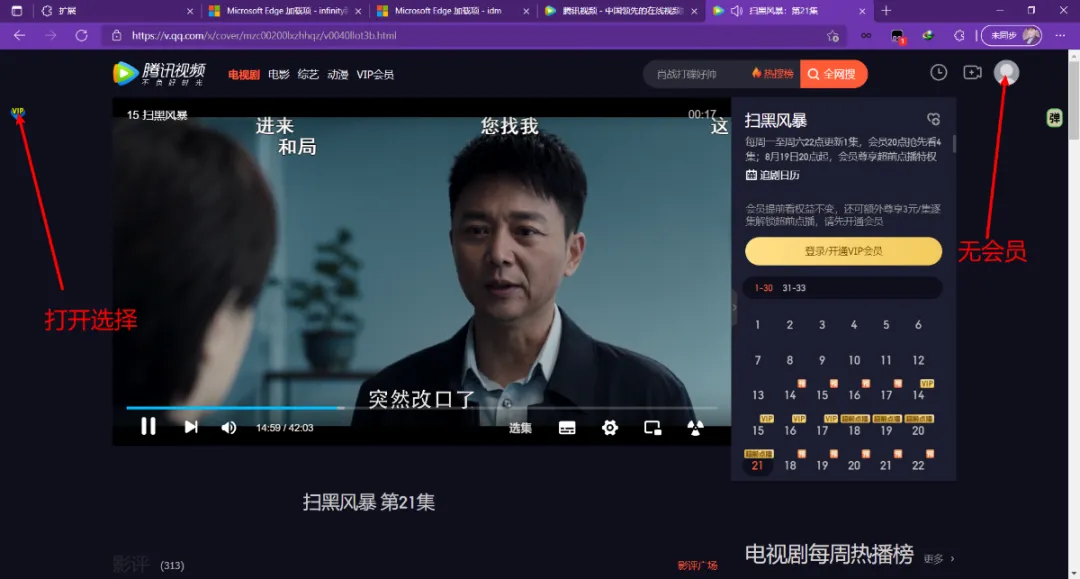 扩展
Microsoft Edge 加载项 - infinity
Microsoft Edge 加载项 - idm
腾讯视频 - 中国领先的在线视频
扫黑风暴：第21集
https://v.qq.com/x/cover/mzc00200lxzhhqz/v0040llot3b.html
未同步
腾讯视频
不负好时光
电视剧 电影 综艺 动漫 VIP会员
肖战打碟好帅
热搜榜
全网搜
VIP
弹
15 扫黑风暴
00:17
进来
您找我
这
和局
突然改口了
14:59 / 42:03
选集
扫黑风暴
每周一至周六22点更新1集，会员20点抢先看4
集；8月19日20点起，会员尊享超前点播特权
追剧日历
会员提前看权益不变，还可额外尊享3元/集逐
集解锁超前点播，请先开通会员
登录/开通VIP会员
1-30 31-33
1 2 3 4 5 6
7 8 9 10 11 12
预 预 预 预 VIP
13 14 15 16 17 14
VIP VIP VIP 超前点播 超前点播 超前点播
15 16 17 18 19 20
超前点播 预 预 预 预 预
21 18 19 20 21 22
打开选择
无会员
扫黑风暴 第21集
影评 (313)
影评广场
电视剧每周热播榜 更多